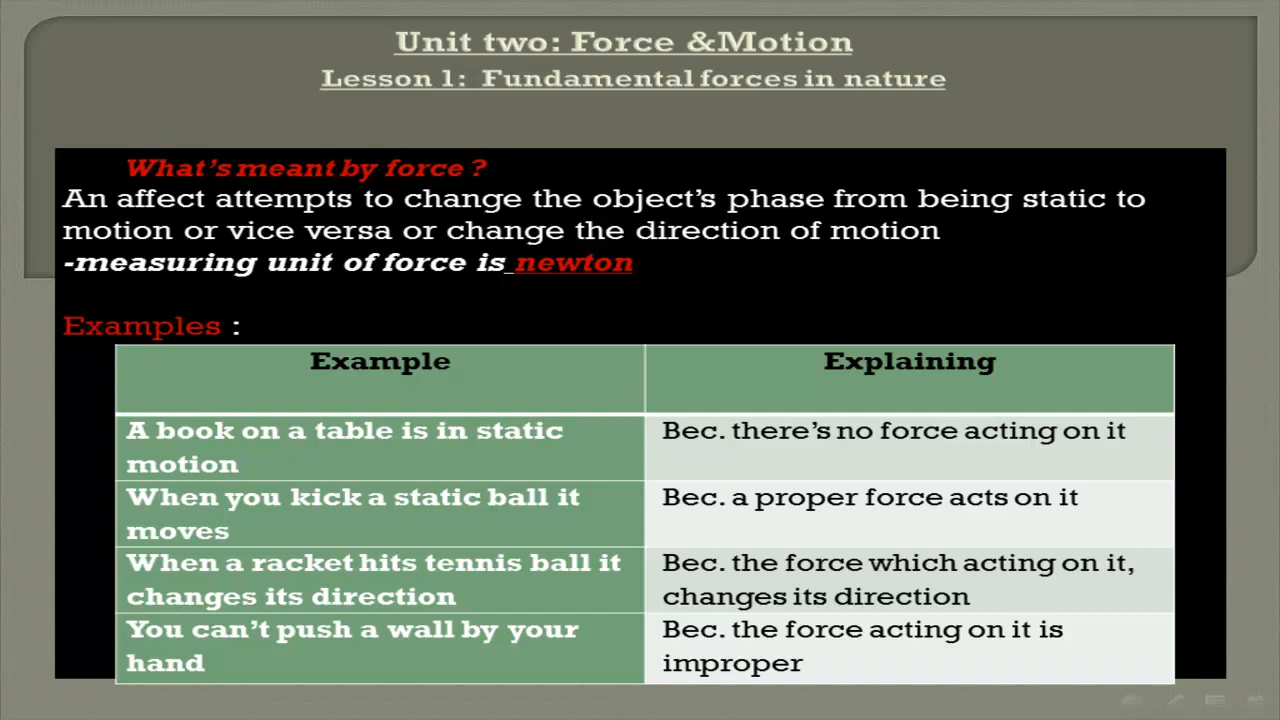 Unit two: Force &Motion
Lesson 1: Fundamental forces in nature
What's meant by force ?
An affect attempts to change the object's phase from being static to
motion or vice versa or change the direction of motion
-measuring unit of force is newton
Examples :
Example
Explaining
A book on a table is in static
motion
Bec. there's no force acting on it
When you kick a static ball it
moves
Bec. a proper force acts on it
When a racket hits tennis ball it
changes its direction
Bec. the force which acting on it,
changes its direction
You can't push a wall by your
hand
Bec. the force acting on it is
improper